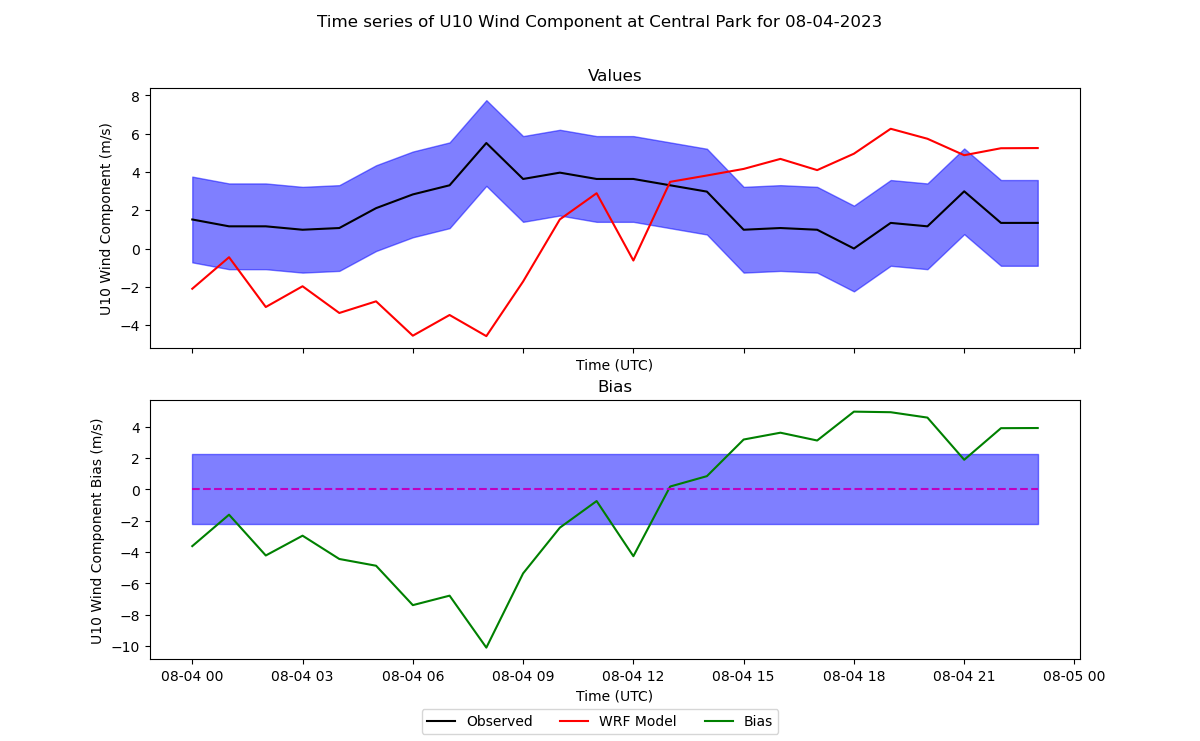 Time series of U10 Wind Component at Central Park for 08-04-2023
Values
8
6
4
2
0
−2
−4
U10 Wind Component (m/s)
Time (UTC)
Bias
4
2
0
−2
−4
−6
−8
−10
U10 Wind Component Bias (m/s)
08-04 00 08-04 03 08-04 06 08-04 09 08-04 12 08-04 15 08-04 18 08-04 21 08-05 00
Time (UTC)
Observed WRF Model Bias